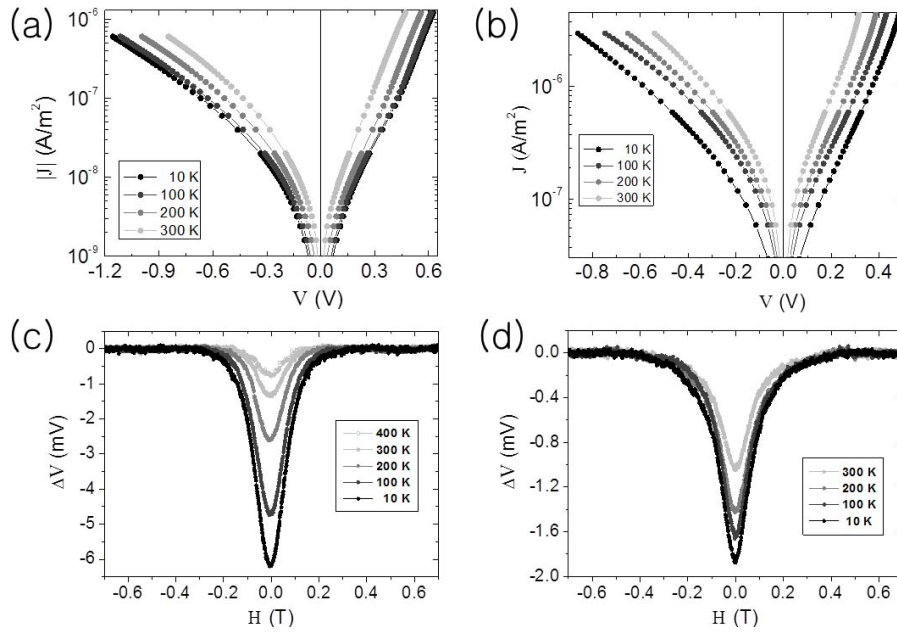 (a)
10⁻⁶
10⁻⁷
10⁻⁸
10⁻⁹
|J| (A/m²)
10 K
100 K
200 K
300 K
-1.2 -0.9 -0.6 -0.3 0.0 0.3 0.6
V (V)
(b)
10⁻⁶
10⁻⁷
J (A/m²)
10 K
100 K
200 K
300 K
-0.8 -0.6 -0.4 -0.2 0.0 0.2 0.4
V (V)
(c)
0
-1
-2
-3
-4
-5
-6
ΔV (mV)
400 K
300 K
200 K
100 K
10 K
-0.6 -0.4 -0.2 0.0 0.2 0.4 0.6
H (T)
(d)
0.0
-0.4
-0.8
-1.2
-1.6
-2.0
ΔV (mV)
300 K
200 K
100 K
10 K
-0.6 -0.4 -0.2 0.0 0.2 0.4 0.6
H (T)